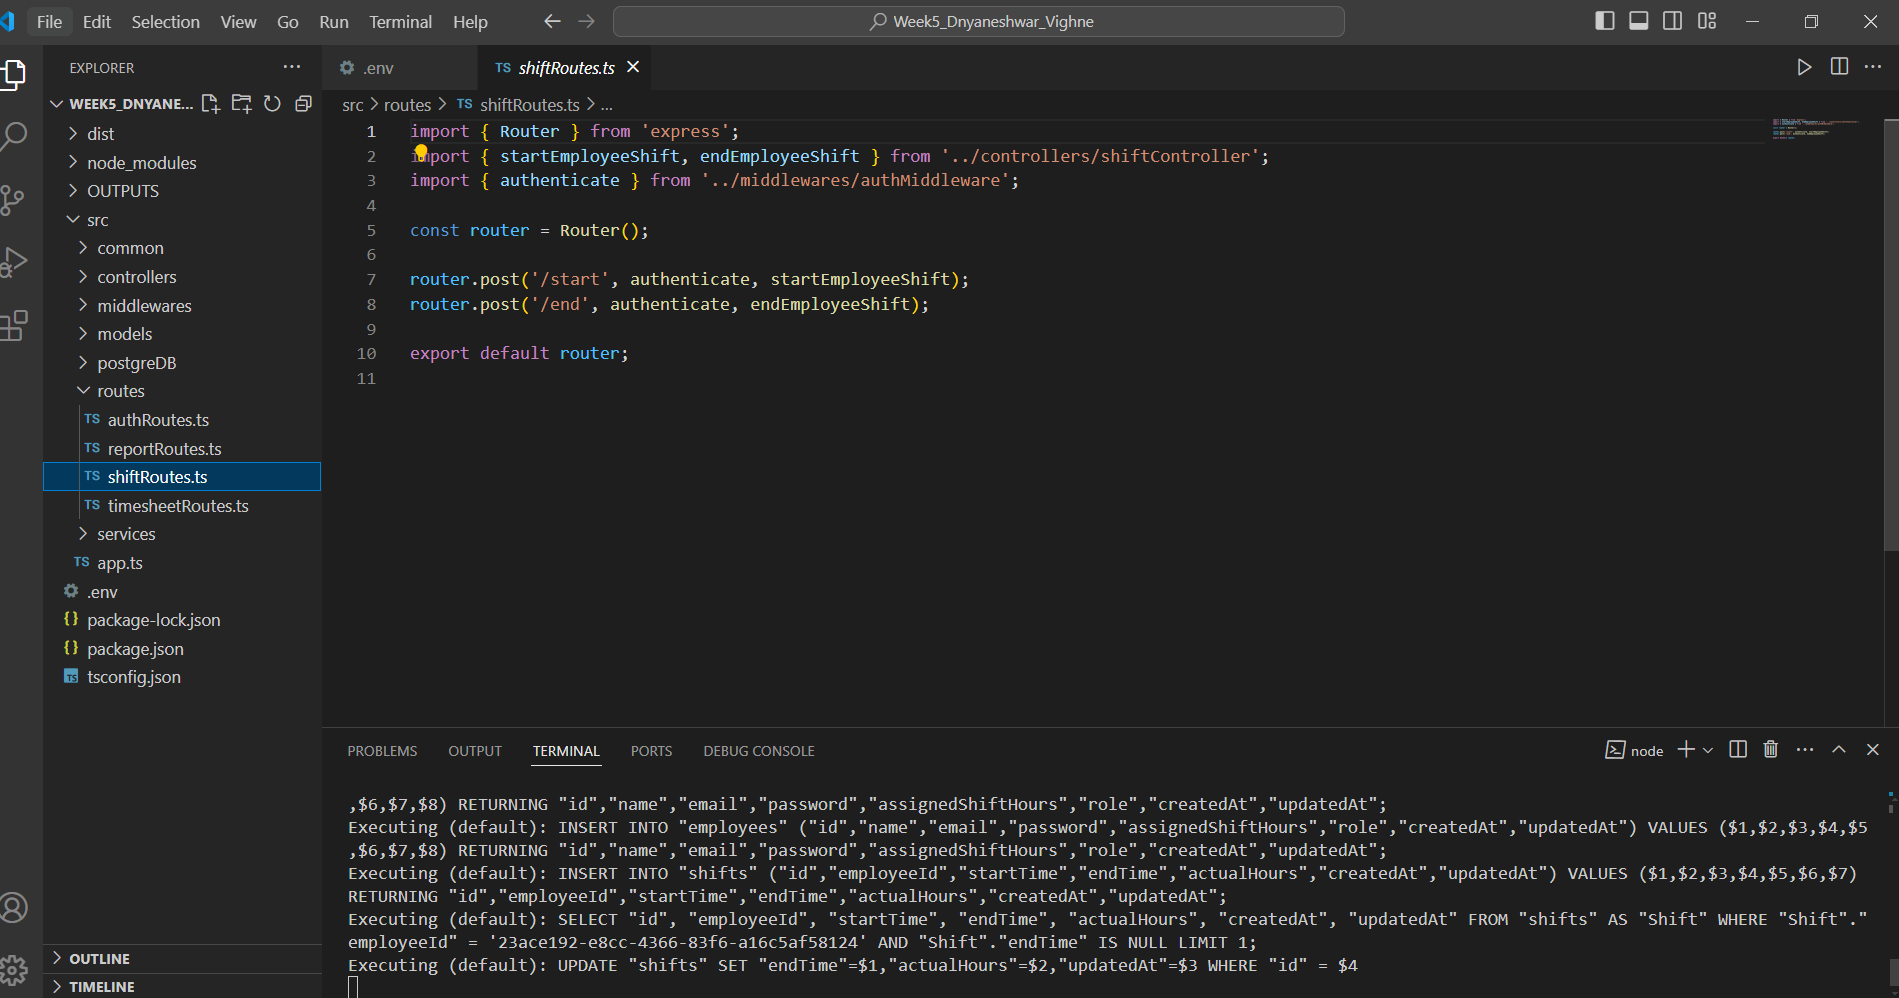 File Edit Selection View Go Run Terminal Help
Week5_Dnyaneshwar_Vighne
EXPLORER
WEEK5_DNYANE...
dist
node_modules
OUTPUTS
src
common
controllers
middlewares
models
postgreDB
routes
TS authRoutes.ts
TS reportRoutes.ts
TS shiftRoutes.ts
TS timesheetRoutes.ts
services
TS app.ts
.env
{} package-lock.json
{} package.json
TS tsconfig.json
OUTLINE
TIMELINE
.env
TS shiftRoutes.ts
src > routes > TS shiftRoutes.ts > ...
1 import { Router } from 'express';
2 import { startEmployeeShift, endEmployeeShift } from '../controllers/shiftController';
3 import { authenticate } from '../middlewares/authMiddleware';
4
5 const router = Router();
6
7 router.post('/start', authenticate, startEmployeeShift);
8 router.post('/end', authenticate, endEmployeeShift);
9
10 export default router;
11
PROBLEMS OUTPUT TERMINAL PORTS DEBUG CONSOLE
node
,$6,$7,$8) RETURNING "id","name","email","password","assignedShiftHours","role","createdAt","updatedAt";
Executing (default): INSERT INTO "employees" ("id","name","email","password","assignedShiftHours","role","createdAt","updatedAt") VALUES ($1,$2,$3,$4,$5
,$6,$7,$8) RETURNING "id","name","email","password","assignedShiftHours","role","createdAt","updatedAt";
Executing (default): INSERT INTO "shifts" ("id","employeeId","startTime","endTime","actualHours","createdAt","updatedAt") VALUES ($1,$2,$3,$4,$5,$6,$7)
RETURNING "id","employeeId","startTime","endTime","actualHours","createdAt","updatedAt";
Executing (default): SELECT "id", "employeeId", "startTime", "endTime", "actualHours", "createdAt", "updatedAt" FROM "shifts" AS "Shift" WHERE "Shift"."
employeeId" = '23ace192-e8cc-4366-83f6-a16c5af58124' AND "Shift"."endTime" IS NULL LIMIT 1;
Executing (default): UPDATE "shifts" SET "endTime"=$1,"actualHours"=$2,"updatedAt"=$3 WHERE "id" = $4